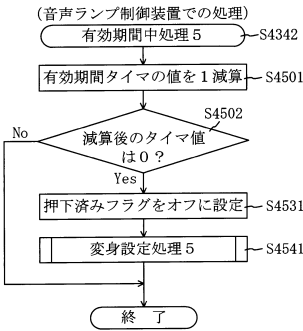 (音声ランプ制御装置での処理)
有効期間中処理5
S4342
有効期間タイマの値を1減算
S4501
S4502
減算後のタイマ値
は0?
No
Yes
押下済みフラグをオフに設定
S4531
変身設定処理5
S4541
終 了